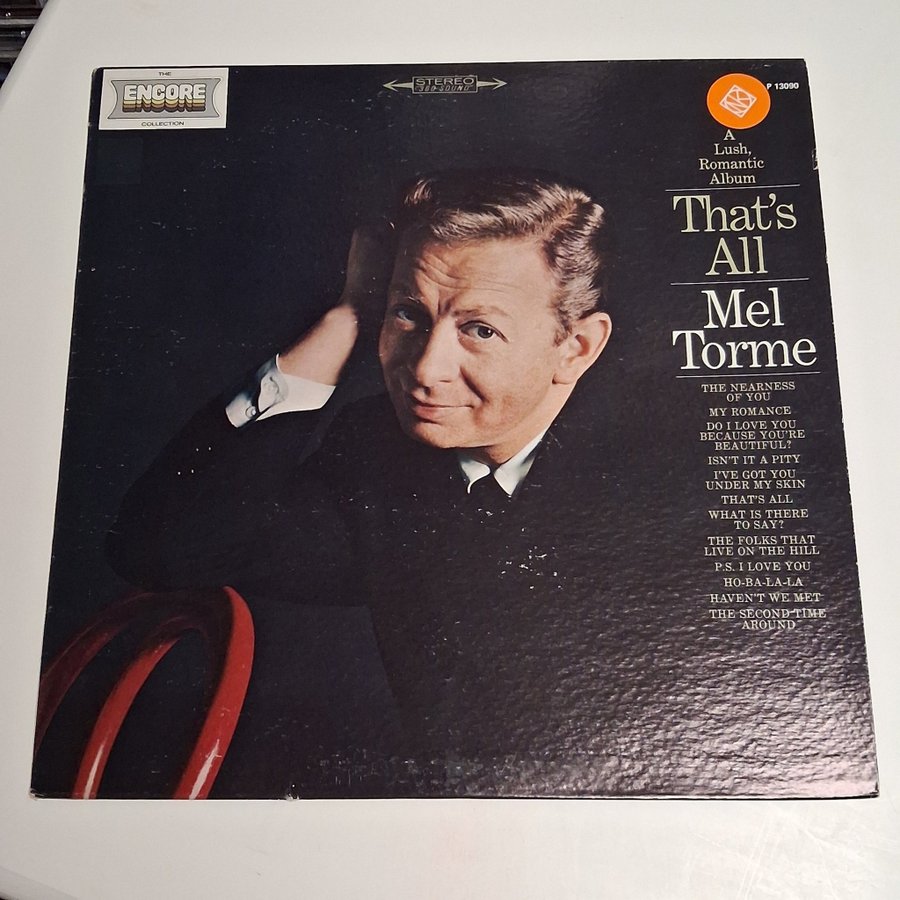 THE
ENCORE
COLLECTION
STEREO
"360 SOUND"
P 13090
A
Lush,
Romantic
Album
That's
All
Mel
Torme
THE NEARNESS
OF YOU
MY ROMANCE
DO I LOVE YOU
BECAUSE YOU'RE
BEAUTIFUL?
ISN'T IT A PITY
I'VE GOT YOU
UNDER MY SKIN
THAT'S ALL
WHAT IS THERE
TO SAY?
THE FOLKS THAT
LIVE ON THE HILL
P.S. I LOVE YOU
HO-BA-LA-LA
HAVEN'T WE MET
THE SECOND TIME
AROUND